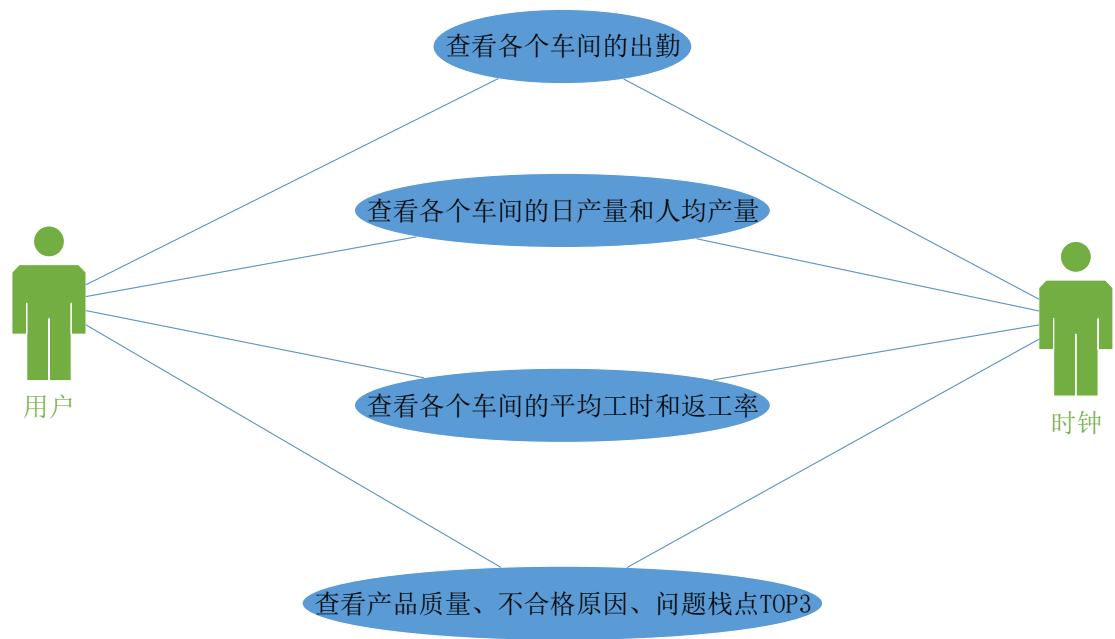 查看各个车间的出勤
查看各个车间的日产量和人均产量
用户
查看各个车间的平均工时和返工率
时钟
查看产品质量、不合格原因、问题栈点TOP3